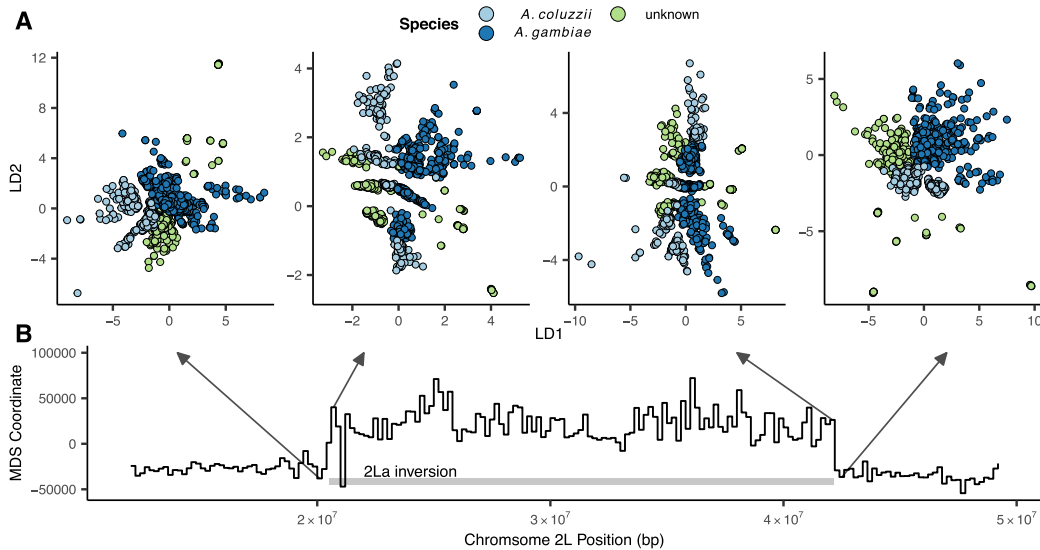 A
Species
A. coluzzii
unknown
A. gambiae
LD2
12
8
4
0
−4
−5
0
5
4
2
0
−2
−2
0
2
4
4
0
−4
−10
−5
0
5
5
0
−5
−5
0
5
10
LD1
B
MDS Coordinate
100000
50000
0
−50000
2La inversion
2 × 10⁷
3 × 10⁷
4 × 10⁷
5 × 10⁷
Chromsome 2L Position (bp)